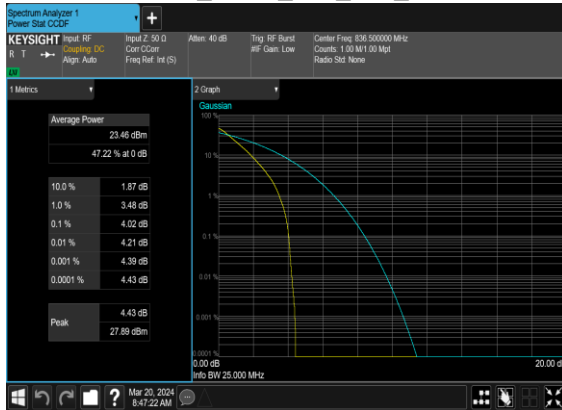 Spectrum Analyzer 1
Power Stat CCDF
+
KEYSIGHT
R T
LXI
Input: RF
Coupling: DC
Align: Auto
Input Z: 50 Ω
Corr CCorr
Freq Ref: Int (S)
Atten: 40 dB
Trig: RF Burst
#IF Gain: Low
Center Freq: 836.500000 MHz
Counts: 1.00 M/1.00 Mpt
Radio Std: None
1 Metrics
Average Power
23.46 dBm
47.22 % at 0 dB
10.0 % 1.87 dB
1.0 % 3.48 dB
0.1 % 4.02 dB
0.01 % 4.21 dB
0.001 % 4.39 dB
0.0001 % 4.43 dB
Peak
4.43 dB
27.89 dBm
2 Graph
Gaussian
100 %
10 %
1 %
0.1 %
0.01 %
0.001 %
0.0001 %
0.00 dB
20.00 d
Info BW 25.000 MHz
?
Mar 20, 2024
8:47:22 AM